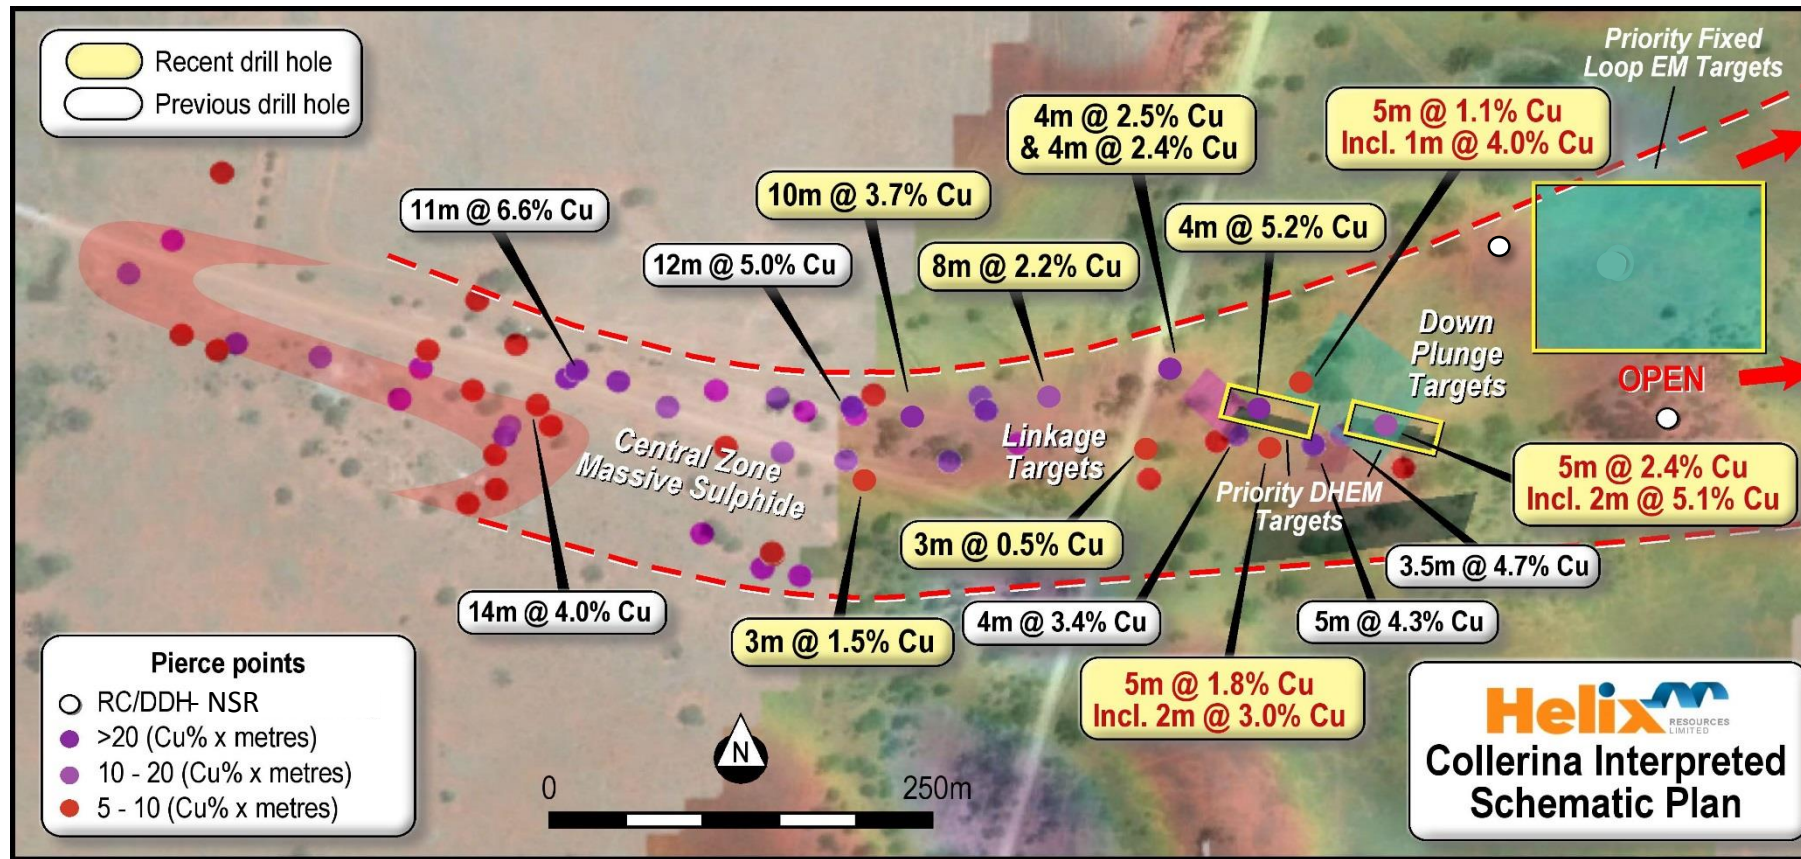 Recent drill hole
Previous drill hole
Priority Fixed
Loop EM Targets
4m @ 2.5% Cu
& 4m @ 2.4% Cu
5m @ 1.1% Cu
Incl. 1m @ 4.0% Cu
11m @ 6.6% Cu
10m @ 3.7% Cu
4m @ 5.2% Cu
12m @ 5.0% Cu
8m @ 2.2% Cu
Down
Plunge
Targets
OPEN
Central Zone
Massive Sulphide
Linkage
Targets
Priority DHEM
Targets
5m @ 2.4% Cu
Incl. 2m @ 5.1% Cu
3m @ 0.5% Cu
3.5m @ 4.7% Cu
14m @ 4.0% Cu
3m @ 1.5% Cu
4m @ 3.4% Cu
5m @ 4.3% Cu
5m @ 1.8% Cu
Incl. 2m @ 3.0% Cu
Pierce points
RC/DDH- NSR
>20 (Cu% x metres)
10 - 20 (Cu% x metres)
5 - 10 (Cu% x metres)
N
0 250m
Helix
RESOURCES
LIMITED
Collerina Interpreted
Schematic Plan